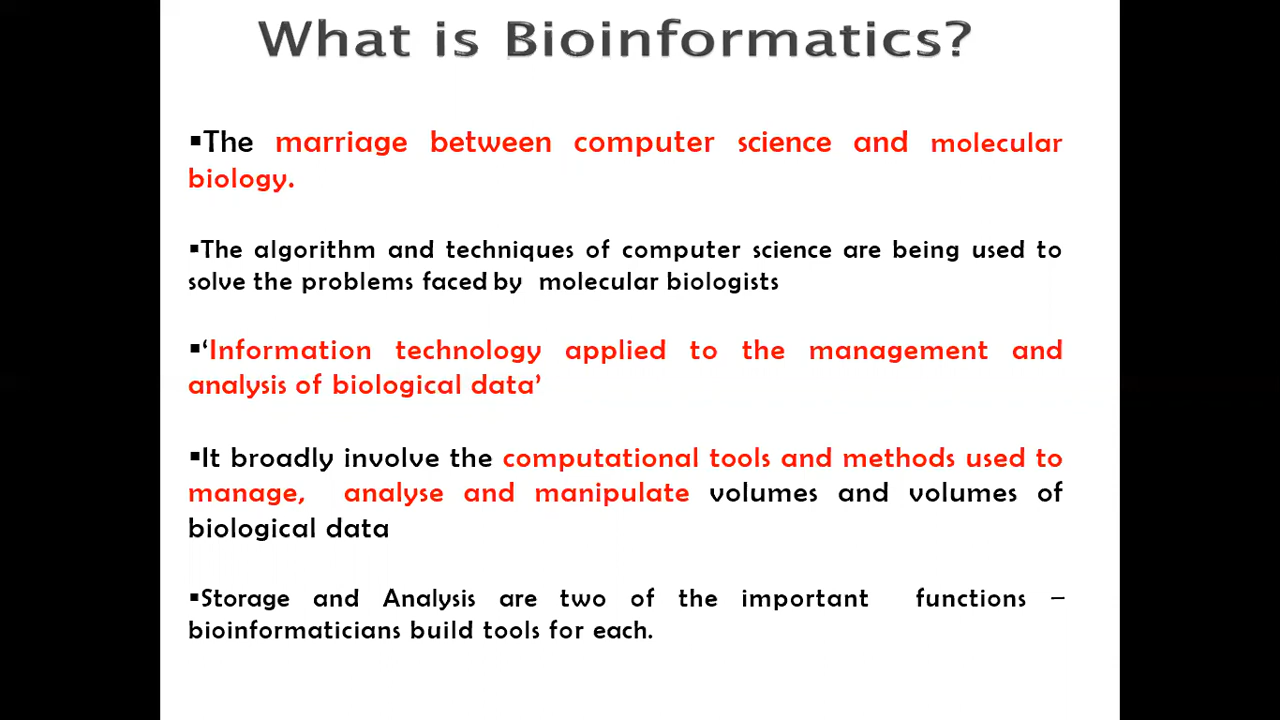 What is Bioinformatics?
▪The marriage between computer science and molecular
biology.
▪The algorithm and techniques of computer science are being used to
solve the problems faced by molecular biologists
▪‘Information technology applied to the management and
analysis of biological data’
▪It broadly involve the computational tools and methods used to
manage, analyse and manipulate volumes and volumes of
biological data
▪Storage and Analysis are two of the important functions –
bioinformaticians build tools for each.